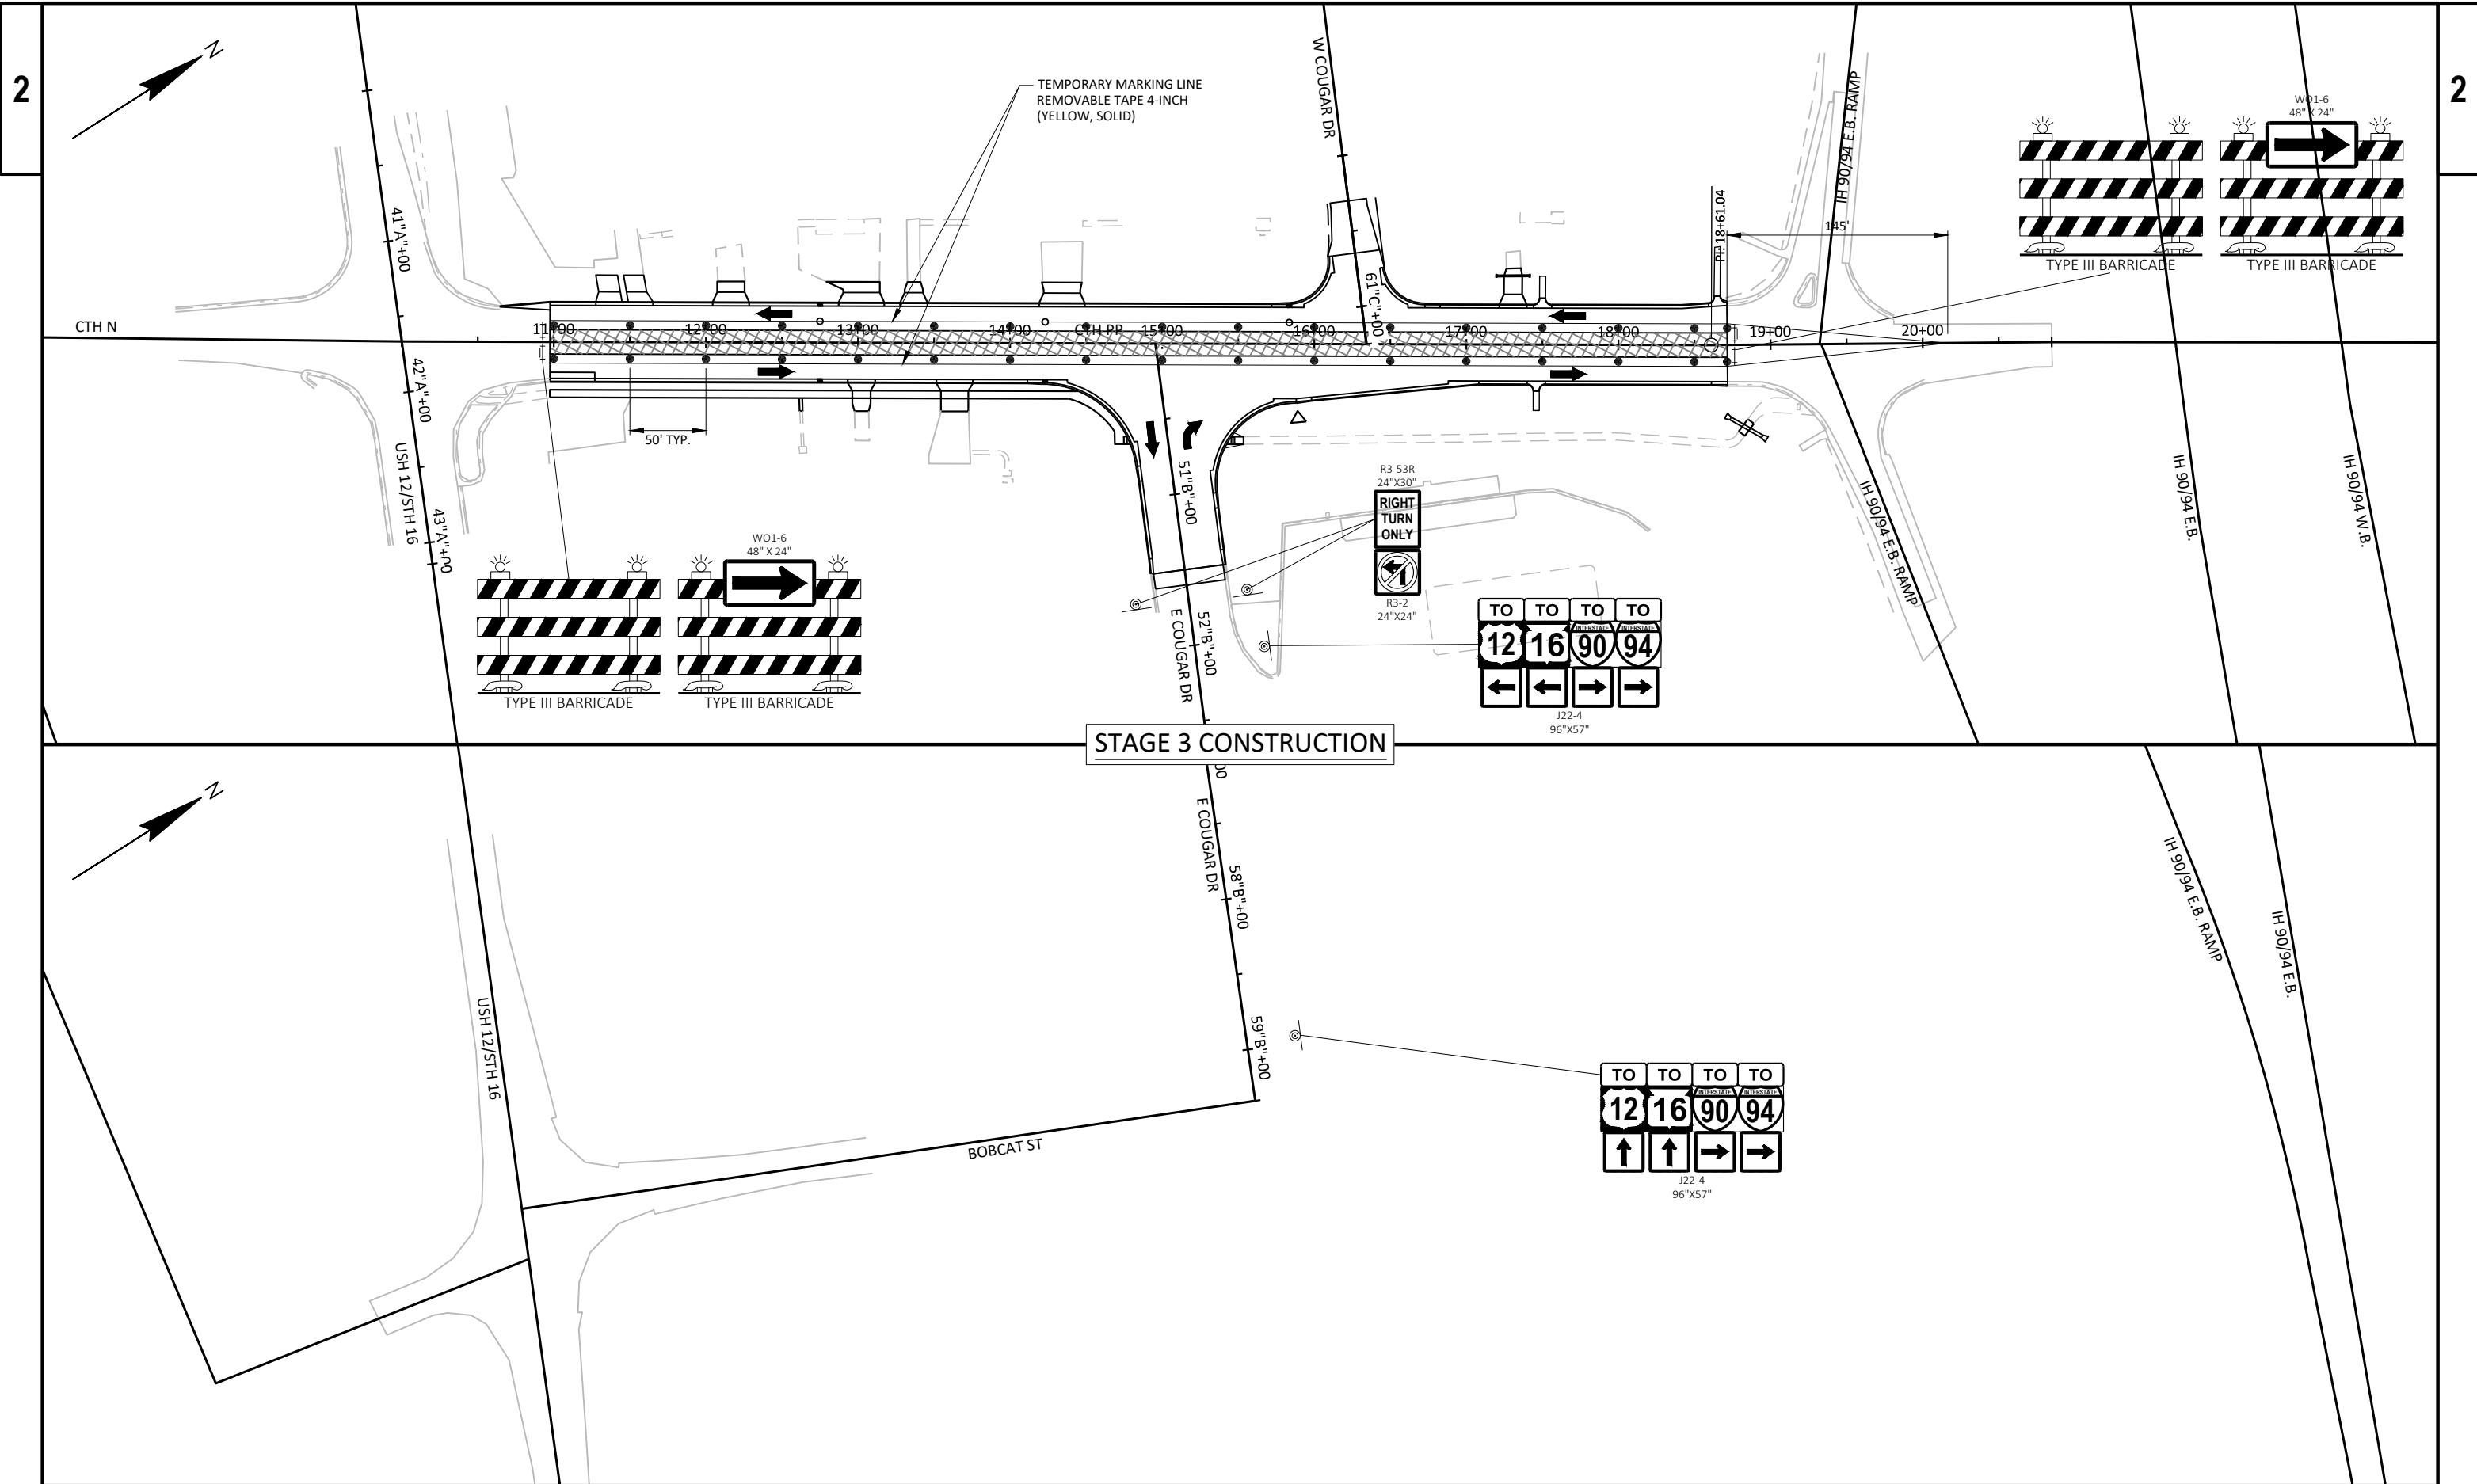 2
2
N
TEMPORARY MARKING LINE
REMOVABLE TAPE 4-INCH
(YELLOW, SOLID)
W COUGAR DR
IH 90/94 E.B. RAMP
WO1-6
48" X 24"
TYPE III BARRICADE
TYPE III BARRICADE
PI: 18+61.04
145'
41"A"+00
61"C"+00
CTH N
11+00
12+00
13+00
14+00
CTH PP
15+00
16+00
17+00
18+00
19+00
20+00
42"A"+00
50' TYP.
USH 12/STH 16
43"A"+00
51"B"+00
R3-53R
24"X30"
RIGHT
TURN
ONLY
R3-2
24"X24"
IH 90/94 E.B. RAMP
IH 90/94 E.B.
IH 90/94 W.B.
WO1-6
48" X 24"
TYPE III BARRICADE
TYPE III BARRICADE
E COUGAR DR
52"B"+00
TO TO TO TO
12 16 INTERSTATE 90 INTERSTATE 94
J22-4
96"X57"
STAGE 3 CONSTRUCTION
N
00
E COUGAR DR
58"B"+00
IH 90/94 E.B. RAMP
IH 90/94 E.B.
USH 12/STH 16
59"B"+00
BOBCAT ST
TO TO TO TO
12 16 INTERSTATE 90 INTERSTATE 94
J22-4
96"X57"